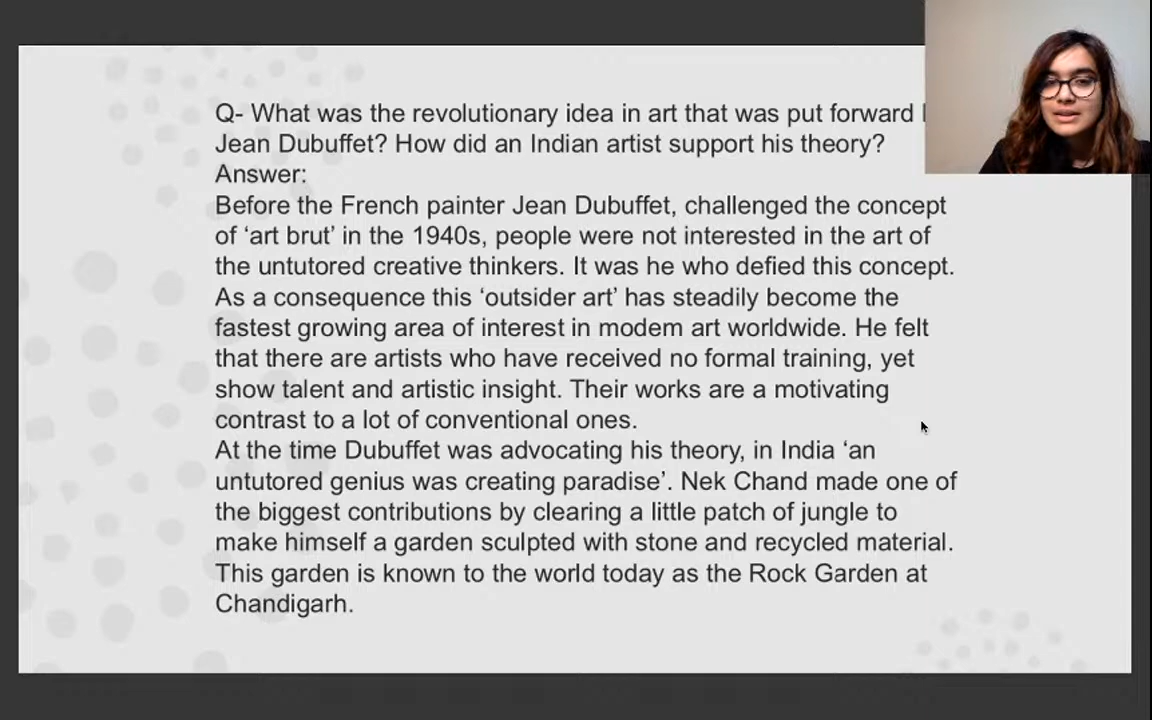 Q- What was the revolutionary idea in art that was put forward
Jean Dubuffet? How did an Indian artist support his theory?
Answer:
Before the French painter Jean Dubuffet, challenged the concept
of ‘art brut’ in the 1940s, people were not interested in the art of
the untutored creative thinkers. It was he who defied this concept.
As a consequence this ‘outsider art’ has steadily become the
fastest growing area of interest in modem art worldwide. He felt
that there are artists who have received no formal training, yet
show talent and artistic insight. Their works are a motivating
contrast to a lot of conventional ones.
At the time Dubuffet was advocating his theory, in India ‘an
untutored genius was creating paradise’. Nek Chand made one of
the biggest contributions by clearing a little patch of jungle to
make himself a garden sculpted with stone and recycled material.
This garden is known to the world today as the Rock Garden at
Chandigarh.